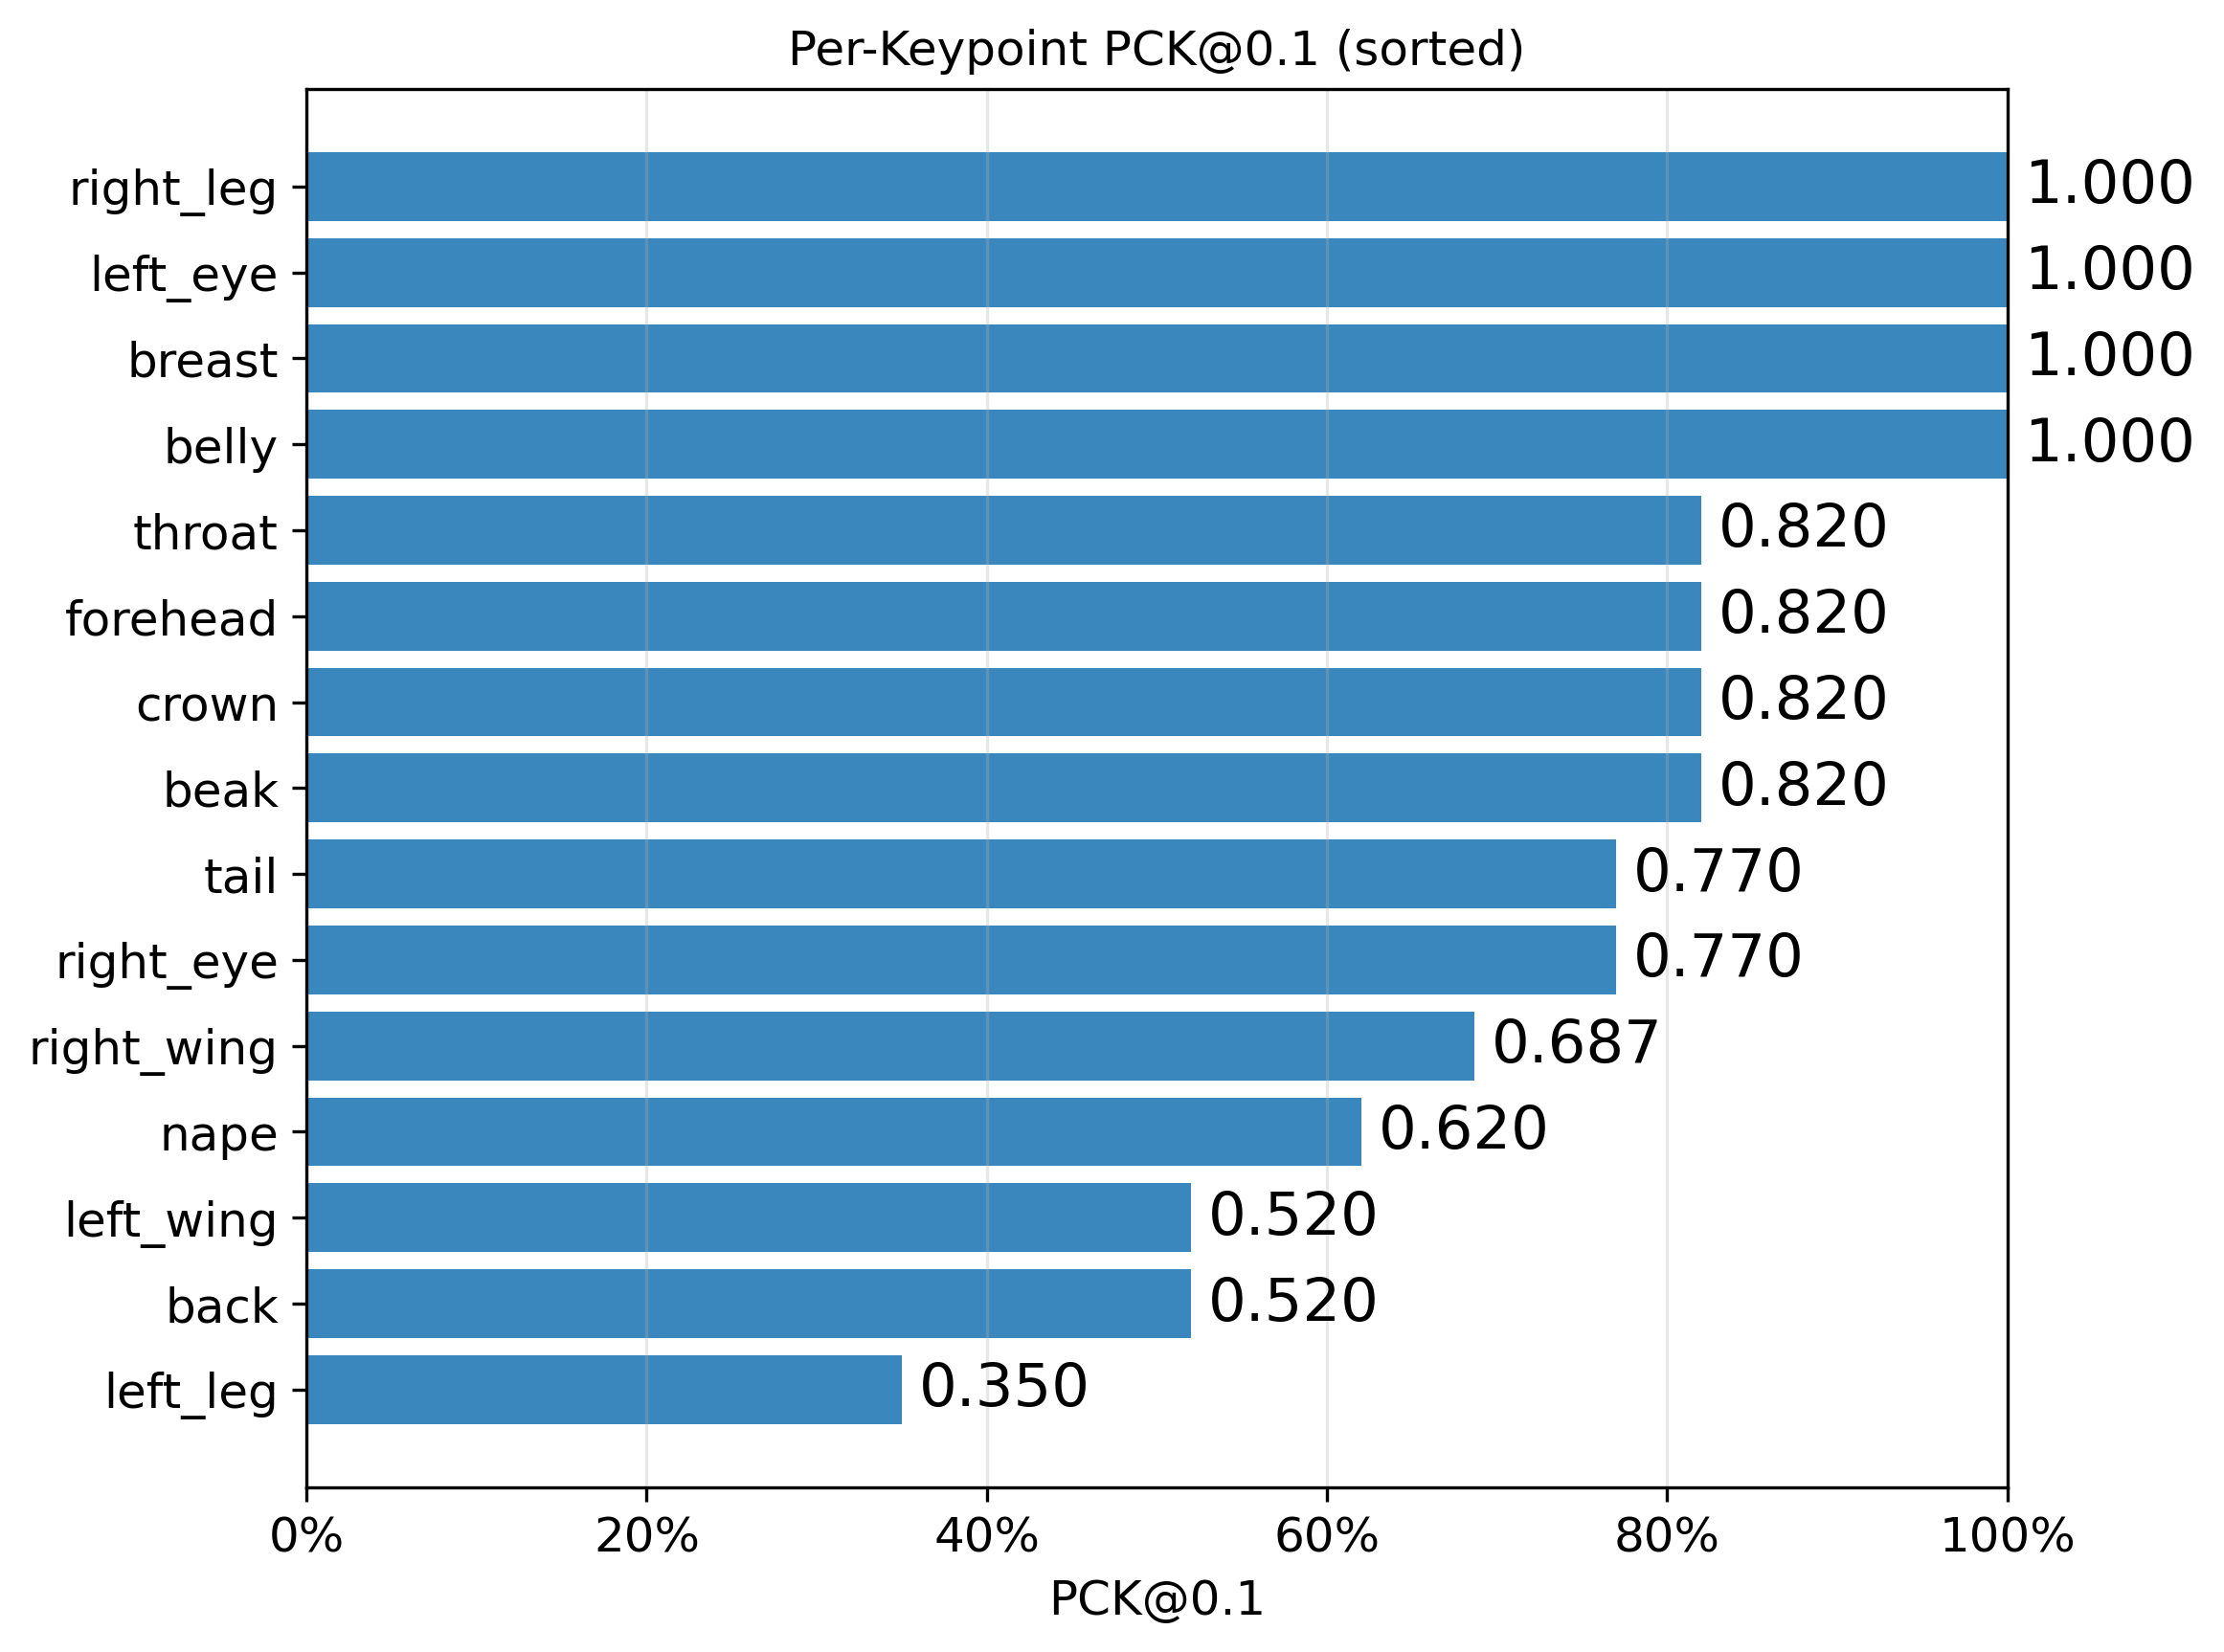 Per-Keypoint PCK@0.1 (sorted)
right_leg 1.000
left_eye 1.000
breast 1.000
belly 1.000
throat 0.820
forehead 0.820
crown 0.820
beak 0.820
tail 0.770
right_eye 0.770
right_wing 0.687
nape 0.620
left_wing 0.520
back 0.520
left_leg 0.350
0% 20% 40% 60% 80% 100%
PCK@0.1